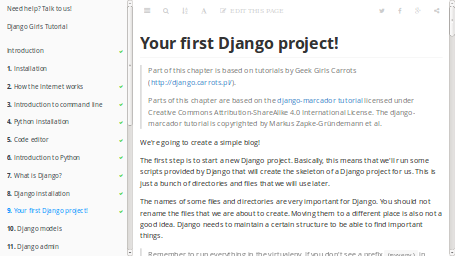 Need help? Talk to us!
Django Girls Tutorial
Introduction
1. Installation
2. How the Internet works
3. Introduction to command line
4. Python installation
5. Code editor
6. Introduction to Python
7. What is Django?
8. Django installation
9. Your first Django project!
10. Django models
11. Django admin
A EDIT THIS PAGE
Your first Django project!
Part of this chapter is based on tutorials by Geek Girls Carrots
(http://django.carrots.pl/).
Parts of this chapter are based on the django-marcador tutorial licensed under
Creative Commons Attribution-ShareAlike 4.0 International License. The django-
marcador tutorial is copyrighted by Markus Zapke-Gründemann et al.
We're going to create a simple blog!
The first step is to start a new Django project. Basically, this means that we'll run some
scripts provided by Django that will create the skeleton of a Django project for us. This is
just a bunch of directories and files that we will use later.
The names of some files and directories are very important for Django. You should not
rename the files that we are about to create. Moving them to a different place is also not a
good idea. Django needs to maintain a certain structure to be able to find important
things.
Remember to run everything in the virtualenv. If you don't see a prefix (myvenv) in